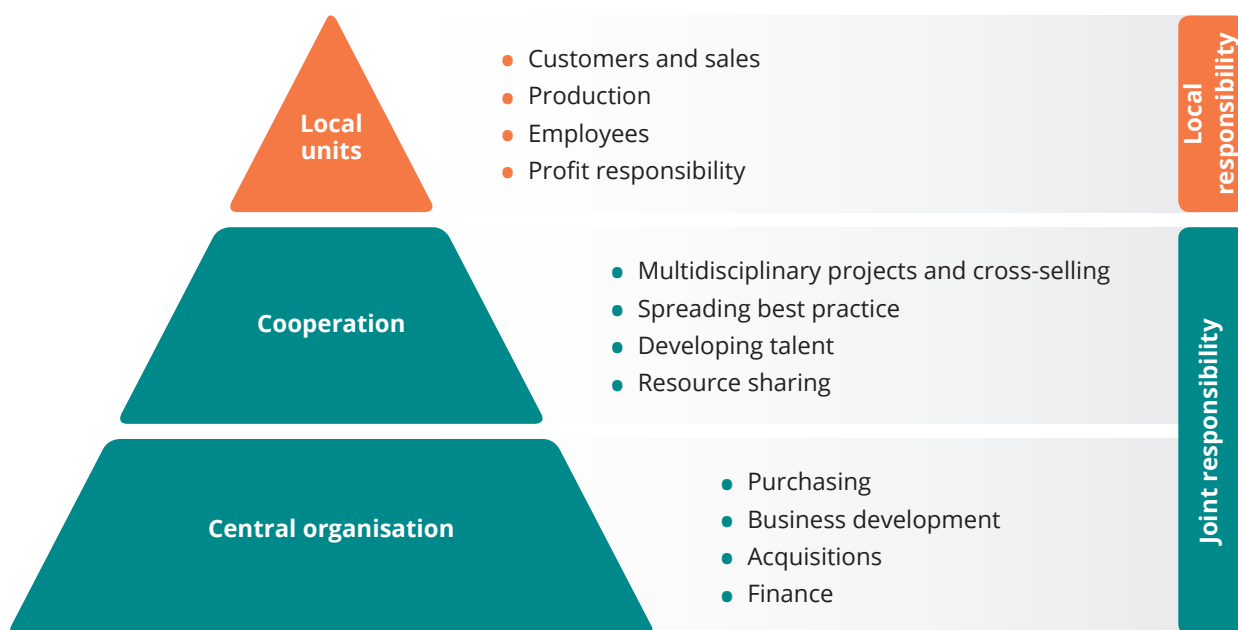 Local
units
Customers and sales
Production
Employees
Profit responsibility
Local
responsibility
Cooperation
Multidisciplinary projects and cross-selling
Spreading best practice
Developing talent
Resource sharing
Central organisation
Purchasing
Business development
Acquisitions
Finance
Joint responsibility